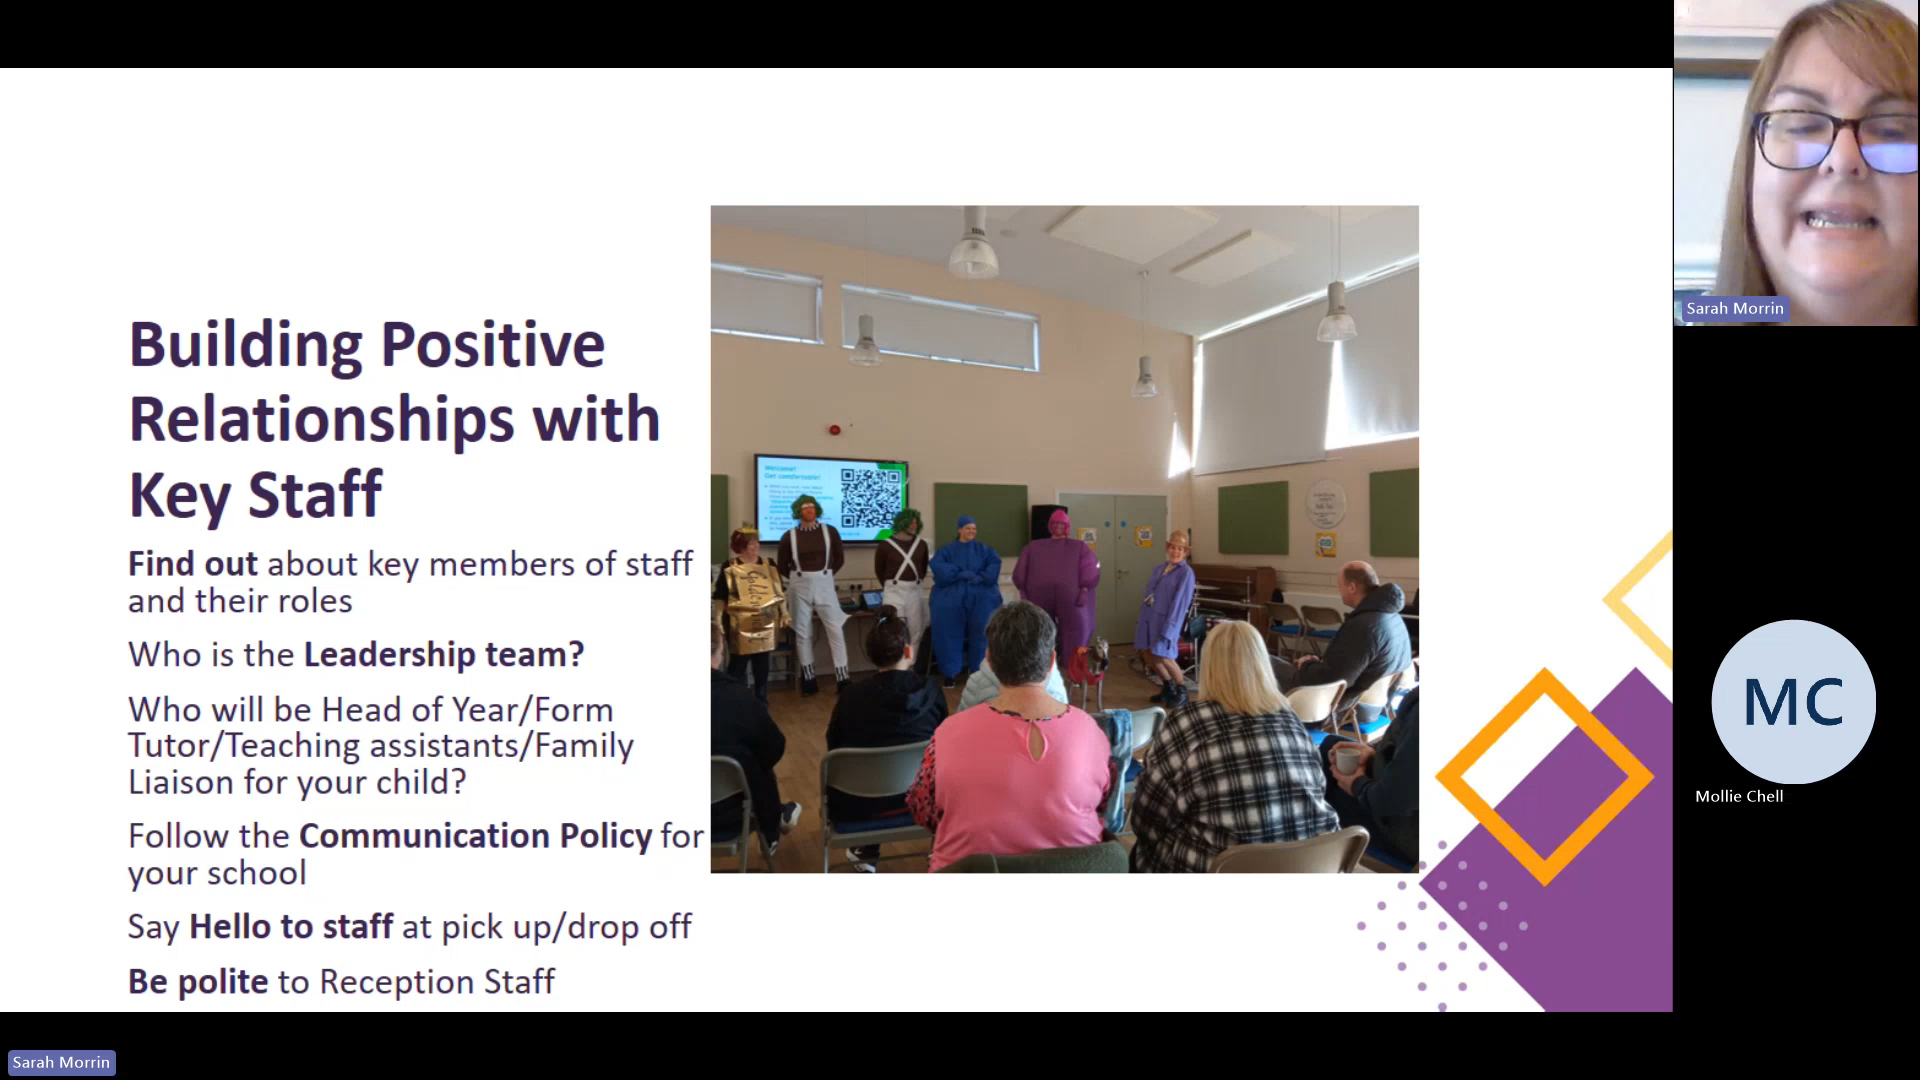 Building Positive
Relationships with
Key Staff
Find out about key members of staff
and their roles
Who is the Leadership team?
Who will be Head of Year/Form
Tutor/Teaching assistants/Family
Liaison for your child?
Follow the Communication Policy for
your school
Say Hello to staff at pick up/drop off
Be polite to Reception Staff
Welcome!
Get comfortable!
Sarah Morrin
MC
Mollie Chell
Sarah Morrin